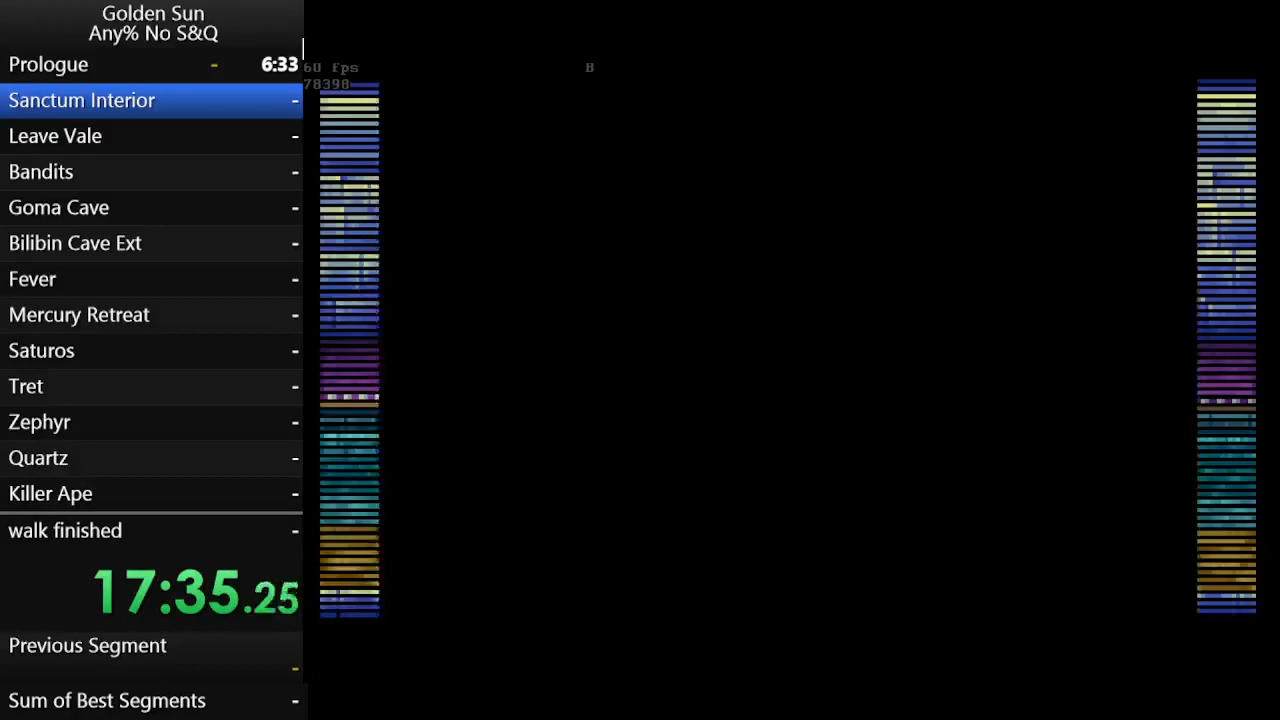 Golden Sun
Any% No S&Q
Prologue - 6:33
60 fps B
78398
Sanctum Interior -
Leave Vale -
Bandits -
Goma Cave -
Bilibin Cave Ext -
Fever -
Mercury Retreat -
Saturos -
Tret -
Zephyr -
Quartz -
Killer Ape -
walk finished -
17:35.25
Previous Segment
-
Sum of Best Segments -